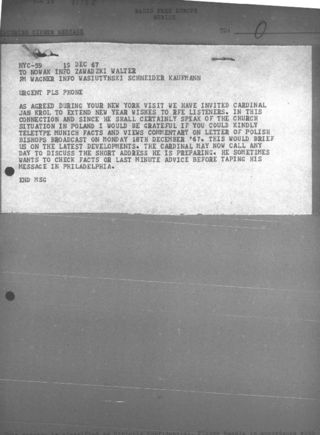 RADIO FREE EUROPE
MUNICH
INCOMING CIPHER MESSAGE
0
NYC-59 15 DEC 67
TO NOWAK INFO ZAWADZKI WALTER
FM WAGNER INFO WASIUTYNSKI SCHNEIDER KAUFMANN
URGENT PLS PHONE
AS AGREED DURING YOUR NEW YORK VISIT WE HAVE INVITED CARDINAL
JAN KROL TO EXTEND NEW YEAR WISHES TO RFE LISTENERS. IN THIS
CONNECTION AND SINCE HE SHALL CERTAINLY SPEAK OF THE CHURCH
SITUATION IN POLAND I WOULD BE GRATEFUL IF YOU COULD KINDLY
TELETYPE MUNICH FACTS AND VIEWS COMMENTARY ON LETTER OF POLISH
BISHOPS BROADCAST ON MONDAY 18TH DECEMBER '67. THIS WOULD BRIEF
US ON THE LATEST DEVELOPMENTS. THE CARDINAL MAY NOW CALL ANY
DAY TO DISCUSS THE SHORT ADDRESS HE IS PREPARING. HE SOMETIMES
WANTS TO CHECK FACTS OR LAST MINUTE ADVICE BEFORE TAPING HIS
MESSAGE IN PHILADELPHIA.
END MSG